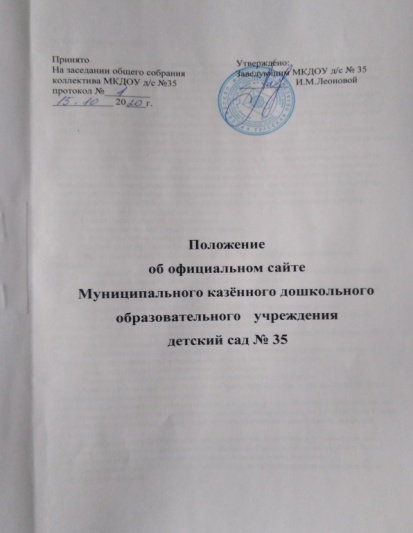 Принято
На заседании общего собрания
коллектива МКДОУ д/с №35
протокол № 1
15.10 2020 г.
Утверждено:
Заведующим МКДОУ д/с № 35
И.М.Леоновой
Положение
об официальном сайте
Муниципального казённого дошкольного
образовательного учреждения
детский сад № 35